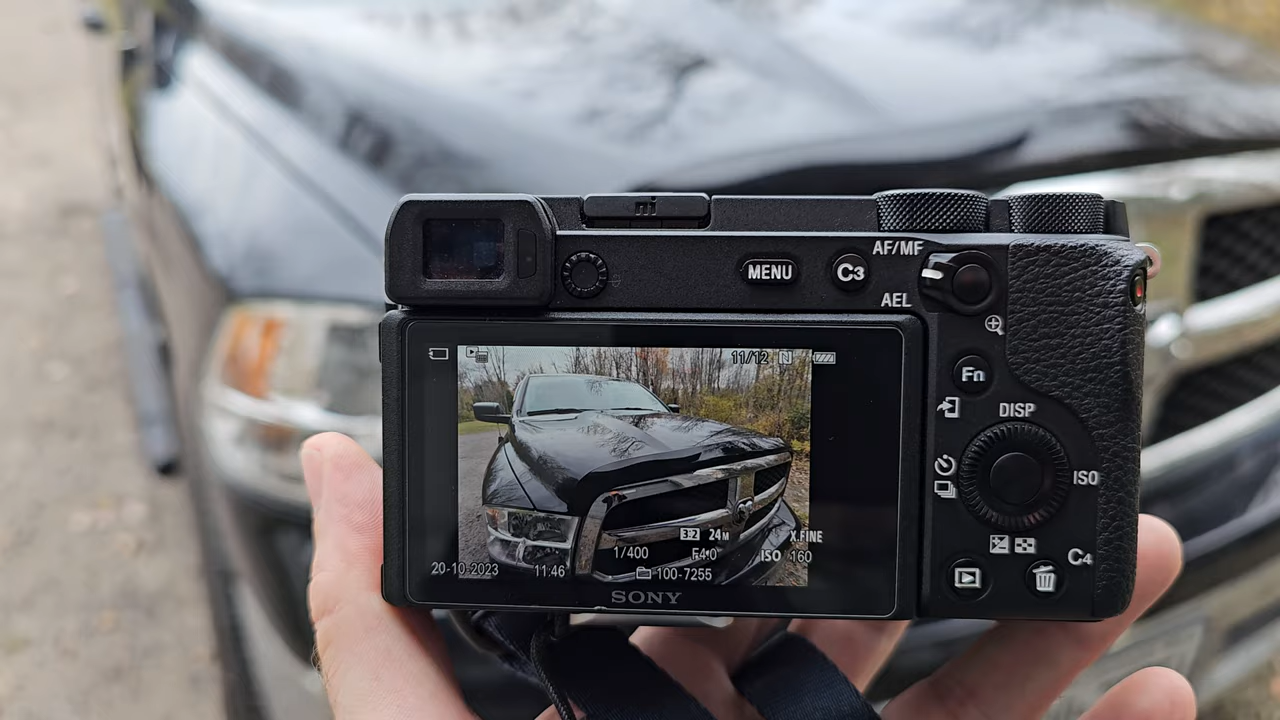 mi
MENU
C3
AF/MF
AEL
Fn
DISP
ISO
C4
11/12
N
3:2 24M X.FINE
1/400 F4.0 ISO 160
20-10-2023 11:46 100-7255
SONY